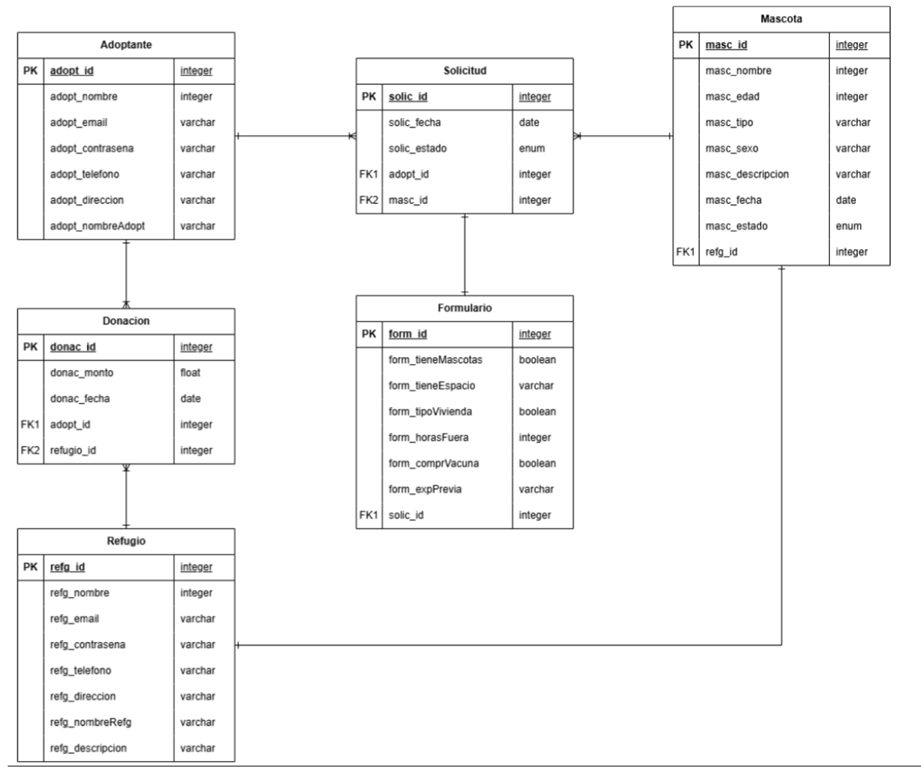 Adoptante
PK adopt_id integer
adopt_nombre integer
adopt_email varchar
adopt_contrasena varchar
adopt_telefono varchar
adopt_direccion varchar
adopt_nombreAdopt varchar
Solicitud
PK solic_id integer
solic_fecha date
solic_estado enum
FK1 adopt_id integer
FK2 masc_id integer
Mascota
PK masc_id integer
masc_nombre integer
masc_edad integer
masc_tipo varchar
masc_sexo varchar
masc_descripcion varchar
masc_fecha date
masc_estado enum
FK1 refg_id integer
Donacion
PK donac_id integer
donac_monto float
donac_fecha date
FK1 adopt_id integer
FK2 refugio_id integer
Formulario
PK form_id integer
form_tieneMascotas boolean
form_tieneEspacio varchar
form_tipoVivienda boolean
form_horasFuera integer
form_comprVacuna boolean
form_expPrevia varchar
FK1 solic_id integer
Refugio
PK refg_id integer
refg_nombre integer
refg_email varchar
refg_contrasena varchar
refg_telefono varchar
refg_direccion varchar
refg_nombreRefg varchar
refg_descripcion varchar